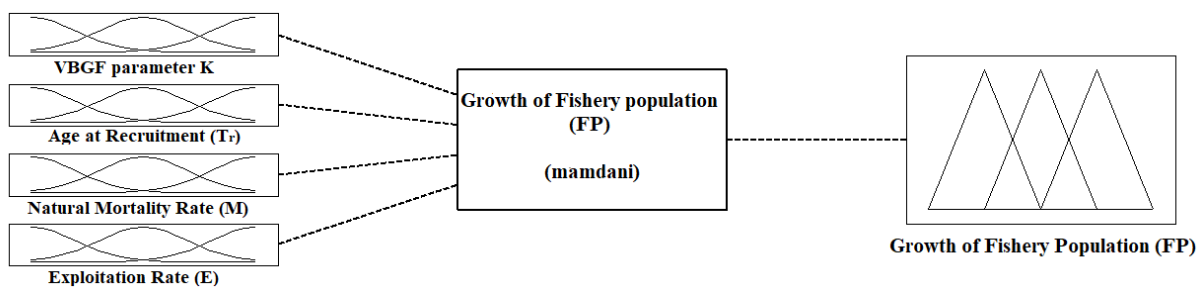 VBGF parameter K
Age at Recruitment (Tr)
Natural Mortality Rate (M)
Exploitation Rate (E)
Growth of Fishery population
(FP)
(mamdani)
Growth of Fishery Population (FP)